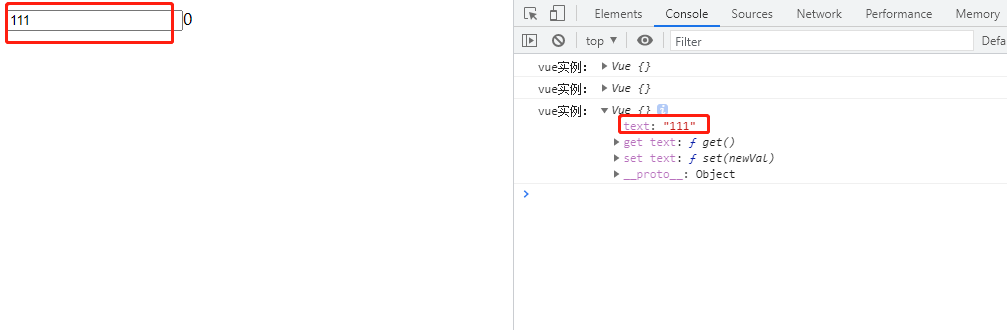 111 0
Elements Console Sources Network Performance Memory
top ▼ Filter Defa
vue实例: ▶ Vue {}
vue实例: ▶ Vue {}
vue实例: ▼ Vue {} i
text: "111"
▶ get text: ƒ get()
▶ set text: ƒ set(newVal)
▶ __proto__: Object
>